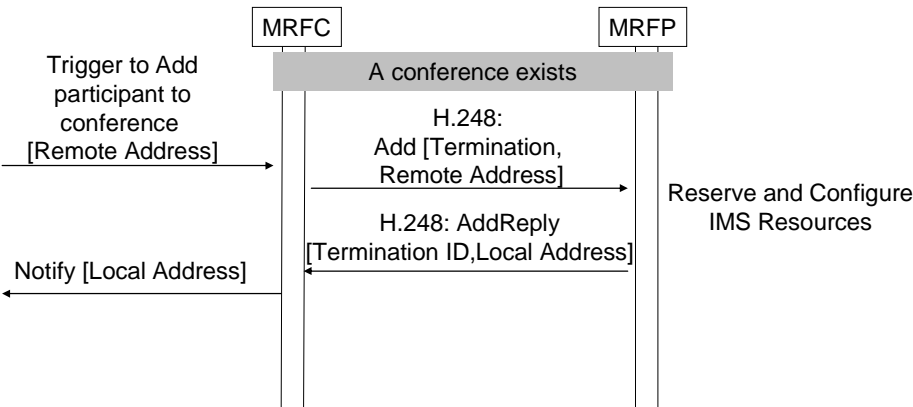 MRFC
MRFP
A conference exists
Trigger to Add
participant to
conference
[Remote Address]
H.248:
Add [Termination,
Remote Address]
Reserve and Configure
IMS Resources
H.248: AddReply
[Termination ID,Local Address]
Notify [Local Address]